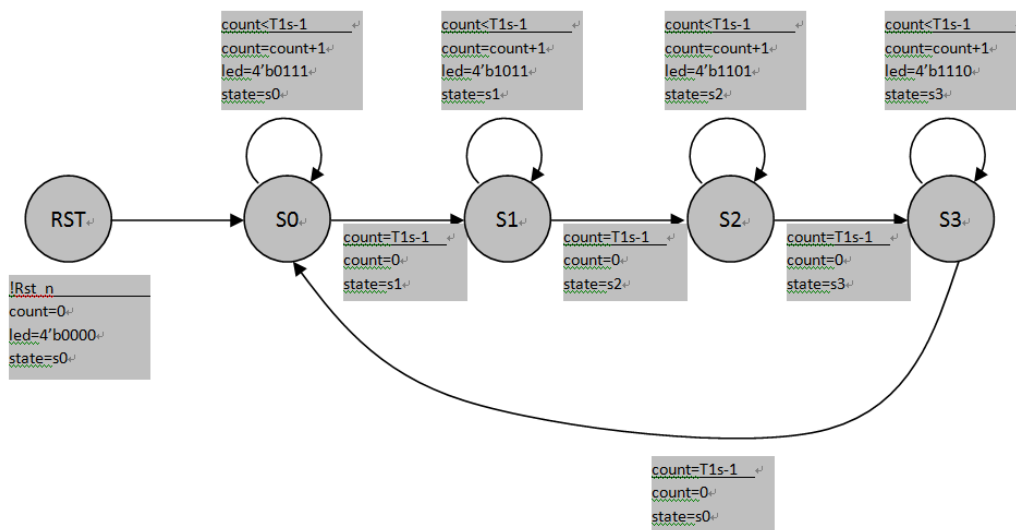 count<T1s-1
count=count+1
led=4’b0111
state=s0
count<T1s-1
count=count+1
led=4’b1011
state=s1
count<T1s-1
count=count+1
led=4’b1101
state=s2
count<T1s-1
count=count+1
led=4’b1110
state=s3
RST
S0
S1
S2
S3
count=T1s-1
count=0
state=s1
count=T1s-1
count=0
state=s2
count=T1s-1
count=0
state=s3
!Rst_n
count=0
led=4’b0000
state=s0
count=T1s-1
count=0
state=s0